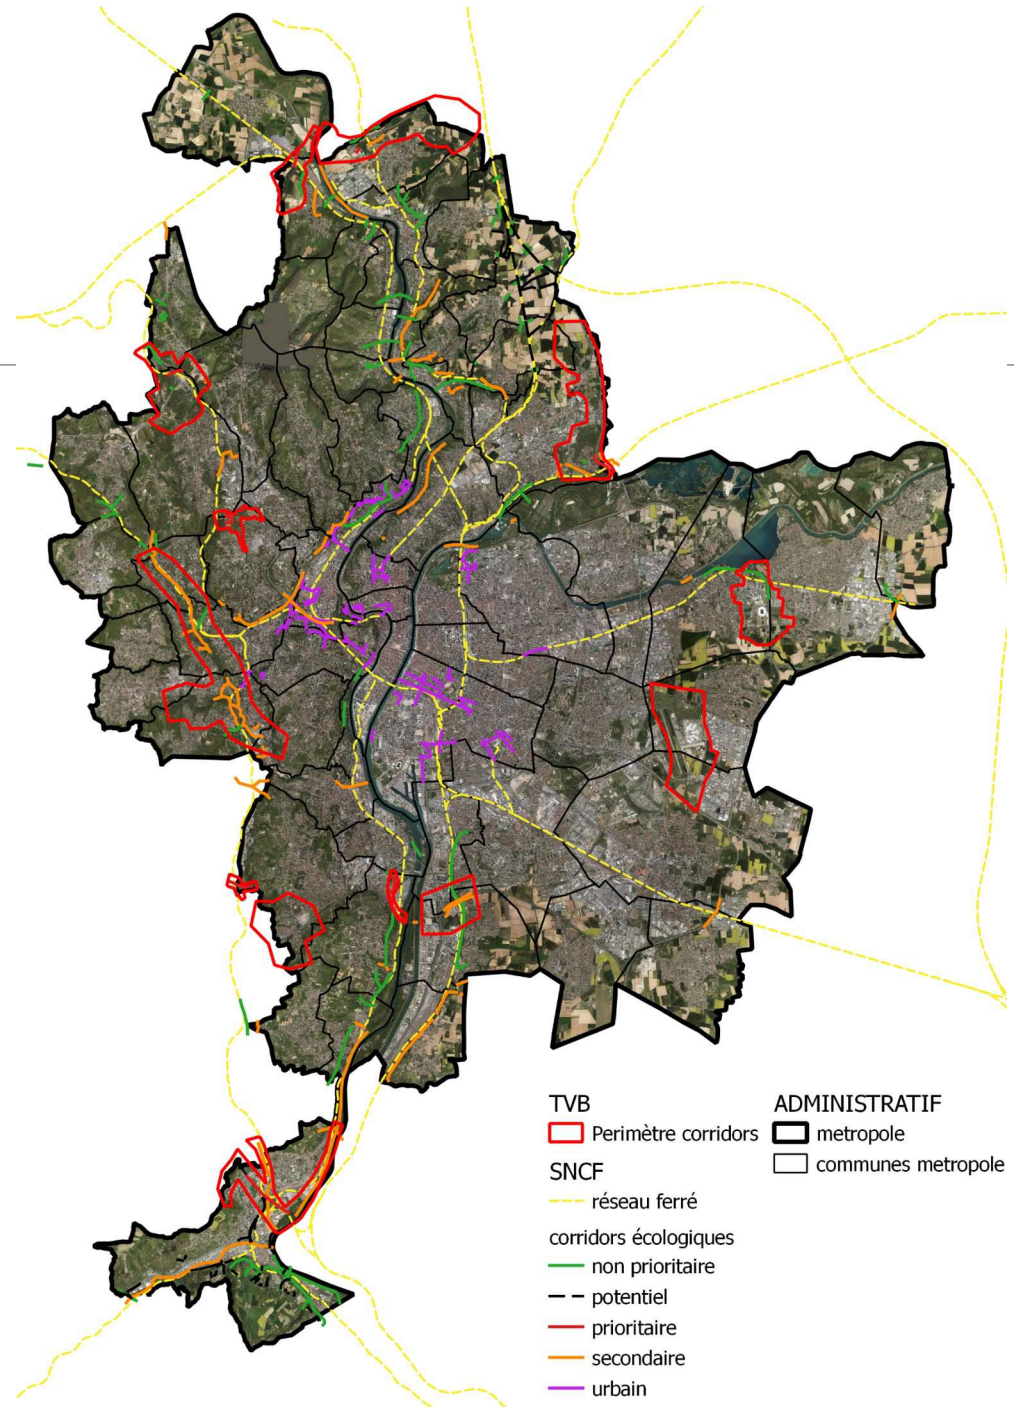 TVB
Perimètre corridors
SNCF
réseau ferré
corridors écologiques
non prioritaire
potentiel
prioritaire
secondaire
urbain
ADMINISTRATIF
metropole
communes metropole